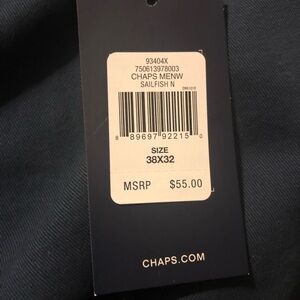 93404X
750613978003
CHAPS MENW
SAILFISH N
8 89697 92215 0
SIZE
38X32
MSRP $55.00
CHAPS.COM